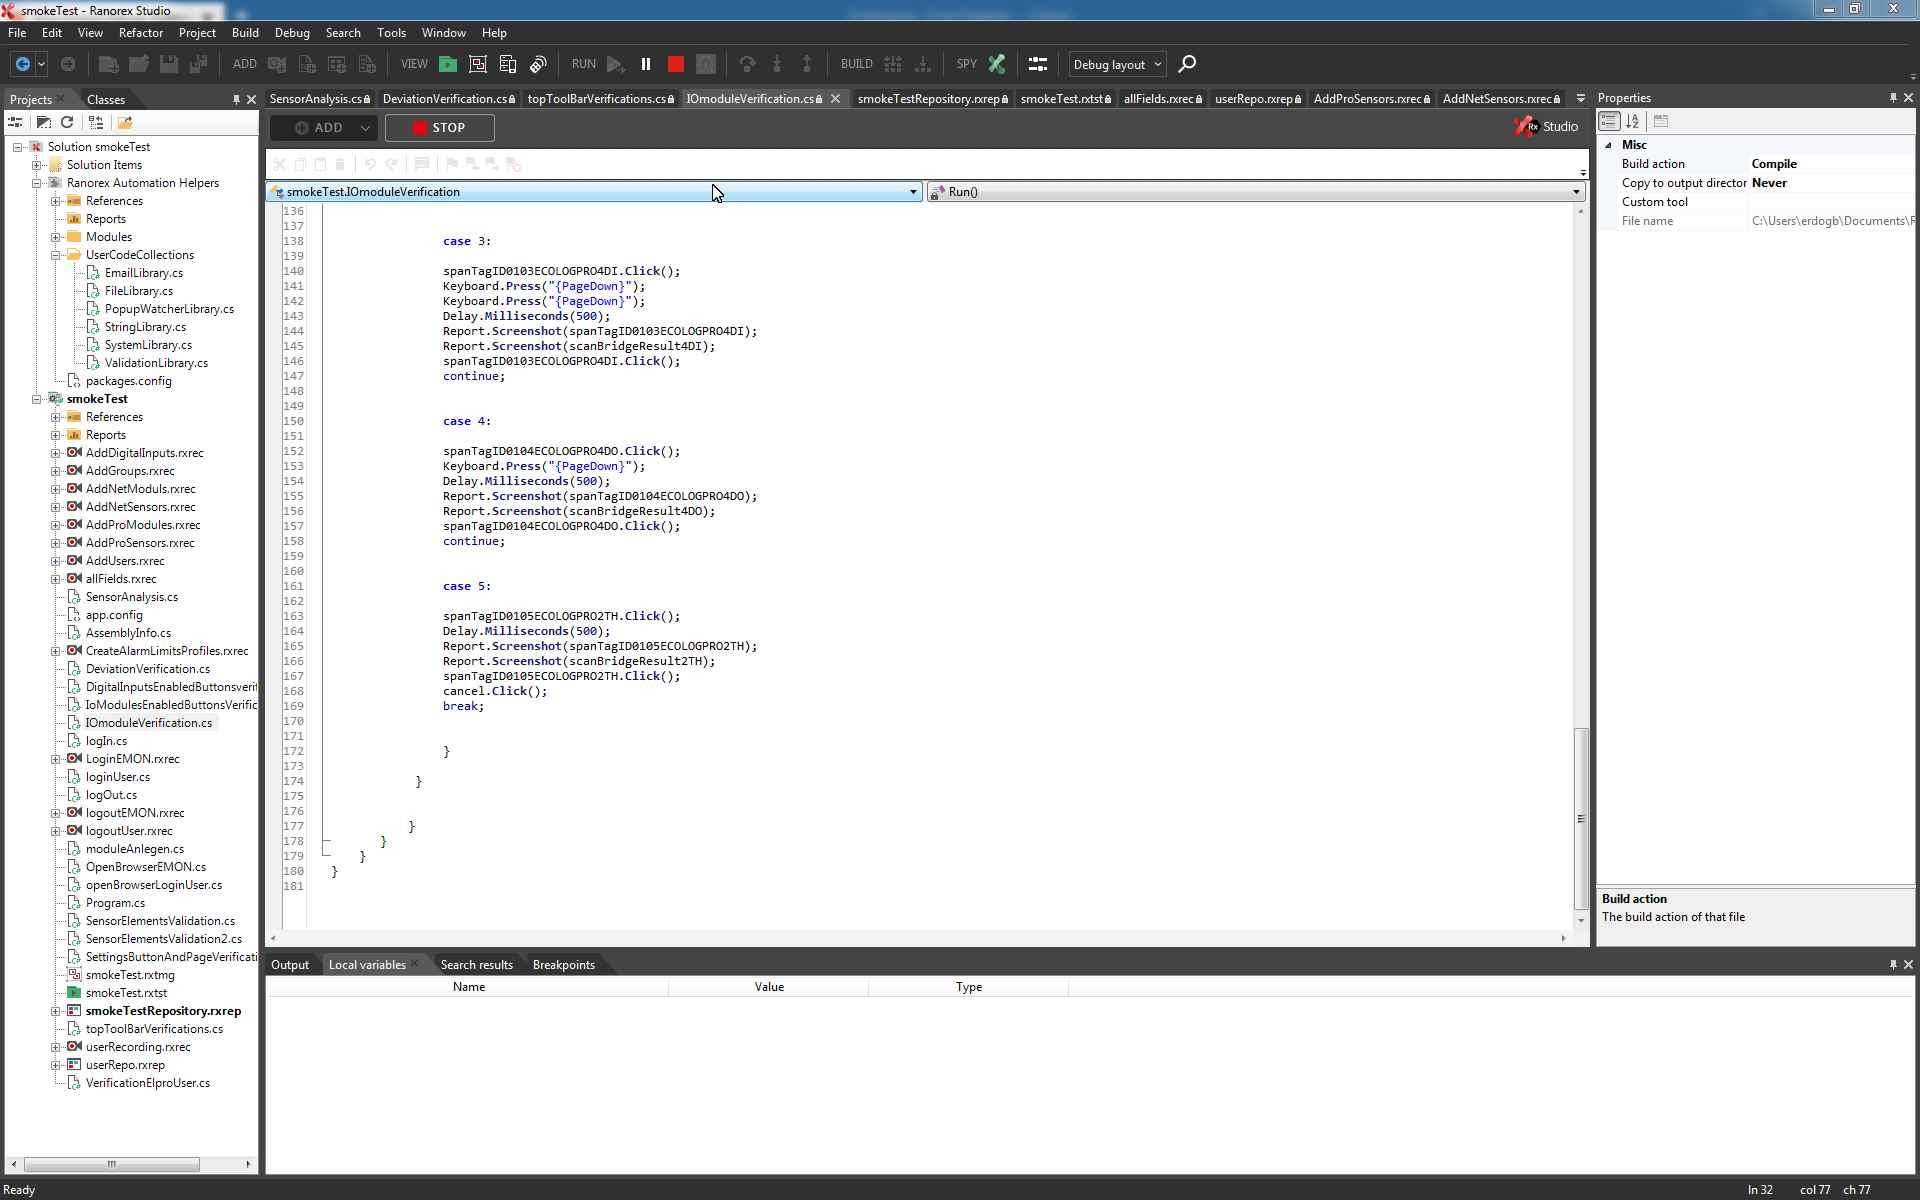 smokeTest - Ranorex Studio
File Edit View Refactor Project Build Debug Search Tools Window Help
ADD VIEW RUN BUILD SPY Debug layout
Projects Classes
SensorAnalysis.cs DeviationVerification.cs topToolBarVerifications.cs IOmoduleVerification.cs smokeTestRepository.rxrep smokeTest.rxtst allFields.rxrec userRepo.rxrep AddProSensors.rxrec AddNetSensors.rxrec
ADD STOP Rx Studio
smokeTest.IOmoduleVerification Run()
Solution smokeTest
Solution Items
Ranorex Automation Helpers
References
Reports
Modules
UserCodeCollections
EmailLibrary.cs
FileLibrary.cs
PopupWatcherLibrary.cs
StringLibrary.cs
SystemLibrary.cs
ValidationLibrary.cs
packages.config
smokeTest
References
Reports
AddDigitalInputs.rxrec
AddGroups.rxrec
AddNetModuls.rxrec
AddNetSensors.rxrec
AddProModules.rxrec
AddProSensors.rxrec
AddUsers.rxrec
allFields.rxrec
SensorAnalysis.cs
app.config
AssemblyInfo.cs
CreateAlarmLimitsProfiles.rxrec
DeviationVerification.cs
DigitalInputsEnabledButtonsverit
IoModulesEnabledButtonsVerific
IOmoduleVerification.cs
logIn.cs
LoginEMON.rxrec
loginUser.cs
logOut.cs
logoutEMON.rxrec
logoutUser.rxrec
moduleAnlegen.cs
OpenBrowserEMON.cs
openBrowserLoginUser.cs
Program.cs
SensorElementsValidation.cs
SensorElementsValidation2.cs
SettingsButtonAndPageVerificati
smokeTest.rxtmg
smokeTest.rxtst
smokeTestRepository.rxrep
topToolBarVerifications.cs
userRecording.rxrec
userRepo.rxrep
VerificationElproUser.cs
136
137
138 case 3:
139
140 spanTagID0103ECOLOGPRO4DI.Click();
141 Keyboard.Press("{PageDown}");
142 Keyboard.Press("{PageDown}");
143 Delay.Milliseconds(500);
144 Report.Screenshot(spanTagID0103ECOLOGPRO4DI);
145 Report.Screenshot(scanBridgeResult4DI);
146 spanTagID0103ECOLOGPRO4DI.Click();
147 continue;
148
149
150 case 4:
151
152 spanTagID0104ECOLOGPRO4DO.Click();
153 Keyboard.Press("{PageDown}");
154 Delay.Milliseconds(500);
155 Report.Screenshot(spanTagID0104ECOLOGPRO4DO);
156 Report.Screenshot(scanBridgeResult4DO);
157 spanTagID0104ECOLOGPRO4DO.Click();
158 continue;
159
160
161 case 5:
162
163 spanTagID0105ECOLOGPRO2TH.Click();
164 Delay.Milliseconds(500);
165 Report.Screenshot(spanTagID0105ECOLOGPRO2TH);
166 Report.Screenshot(scanBridgeResult2TH);
167 spanTagID0105ECOLOGPRO2TH.Click();
168 cancel.Click();
169 break;
170
171
172 }
173
174 }
175
176
177 }
178 }
179 }
180 }
181
Properties
Misc
Build action Compile
Copy to output director Never
Custom tool
File name C:\Users\erdogb\Documents\R
Build action
The build action of that file
Output Local variables Search results Breakpoints
Name Value Type
Ready ln 32 col 77 ch 77